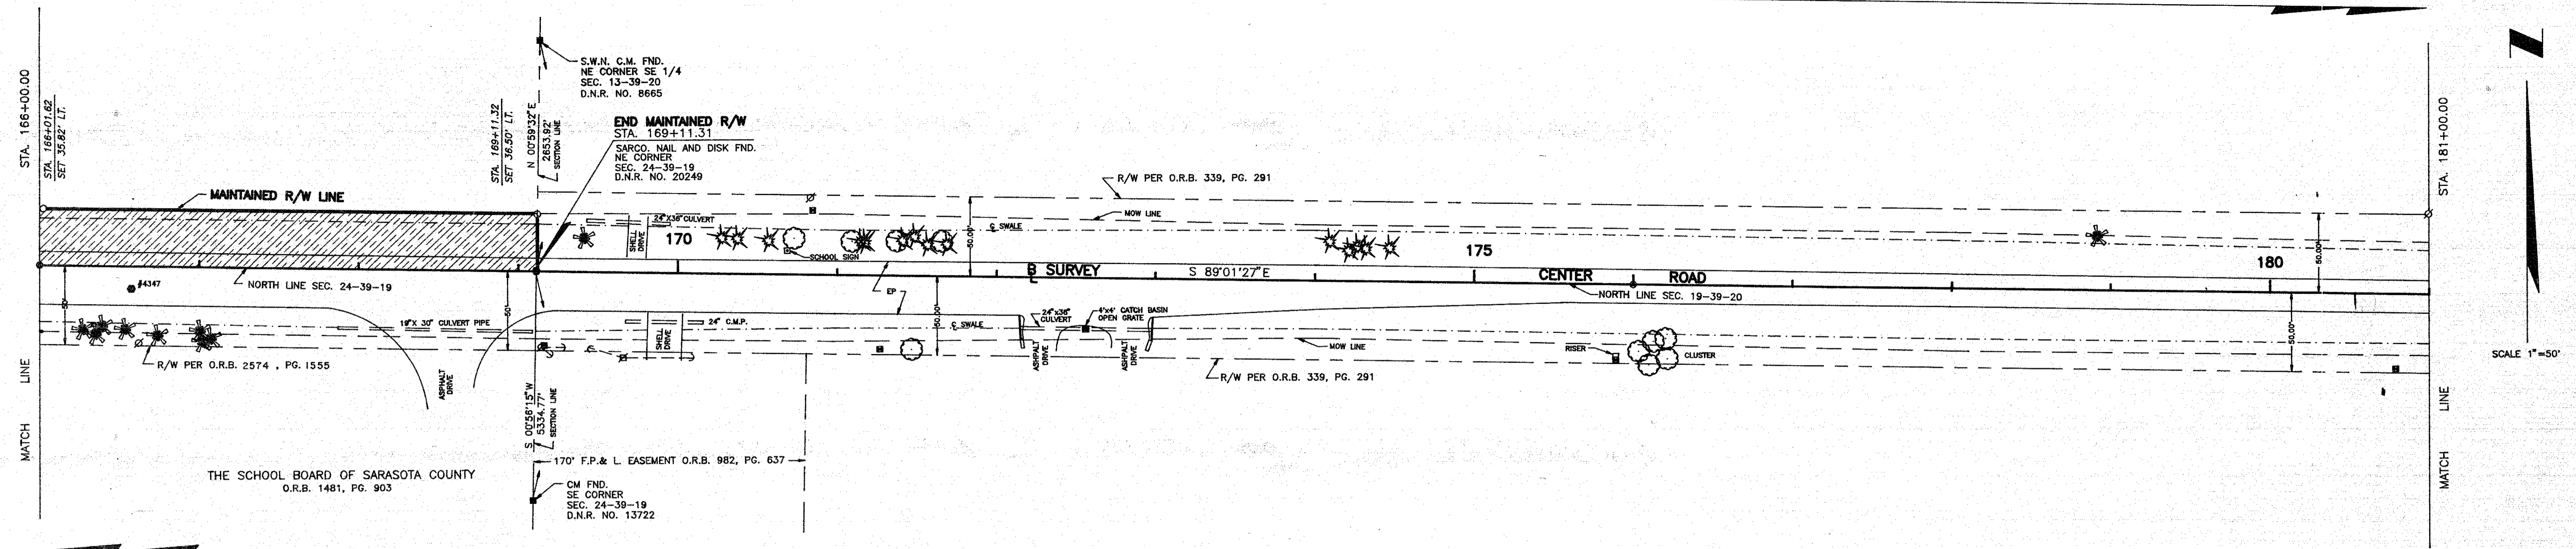 STA. 166+00.00
STA. 166+01.62
SET 35.82' LT.
MAINTAINED R/W LINE
STA. 169+11.32
SET 36.50' LT.
N 00°59'32" E
2653.92'
SECTION LINE
S.W.N. C.M. FND.
NE CORNER SE 1/4
SEC. 13-39-20
D.N.R. NO. 8665
END MAINTAINED R/W
STA. 169+11.31
SARCO. NAIL AND DISK FND.
NE CORNER
SEC. 24-39-19
D.N.R. NO. 20249
R/W PER O.R.B. 339, PG. 291
MOW LINE
24"X36" CULVERT
SHELL
DRIVE
170
SCHOOL SIGN
50.00'
℄ SWALE
175
180
50.00'
STA. 181+00.00
Z
SCALE 1"=50'
NORTH LINE SEC. 24-39-19
#4347
EP
℄ SURVEY
S 89°01'27" E
CENTER ROAD
NORTH LINE SEC. 19-39-20
50'
50'
19"X 30" CULVERT PIPE
SHELL
DRIVE
24" C.M.P.
50.00'
℄ SWALE
24"x36"
CULVERT
4'x4' CATCH BASIN
OPEN GRATE
ASHPALT
DRIVE
ASHPALT
DRIVE
MOW LINE
RISER
CLUSTER
50.00'
R/W PER O.R.B. 2574 , PG. 1555
ASPHALT
DRIVE
R/W PER O.R.B. 339, PG. 291
S 00°56'15" W
5334.77'
SECTION LINE
170' F.P.& L. EASEMENT O.R.B. 982, PG. 637
THE SCHOOL BOARD OF SARASOTA COUNTY
O.R.B. 1481, PG. 903
CM FND.
SE CORNER
SEC. 24-39-19
D.N.R. NO. 13722
MATCH LINE
MATCH LINE